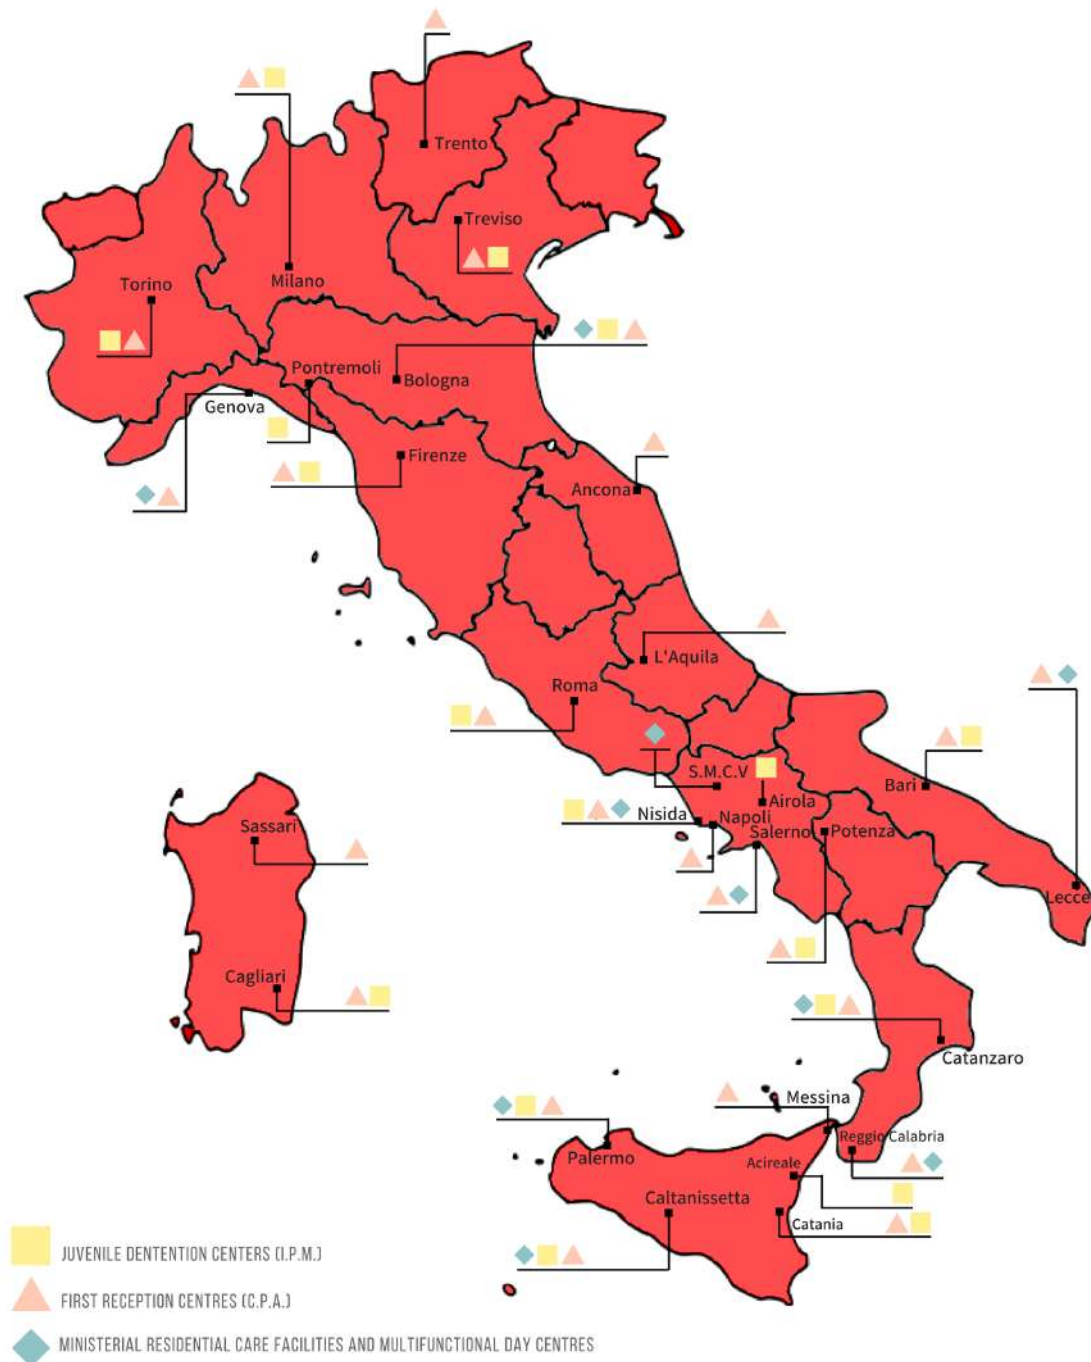 Trento
Treviso
Milano
Torino
Pontremoli
Bologna
Genova
Firenze
Ancona
L'Aquila
Roma
S.M.C.V
Bari
Airola
Nisida
Napoli
Salerno
Potenza
Sassari
Lecce
Cagliari
Catanzaro
Messina
Reggio Calabria
Palermo
Acireale
Caltanissetta
Catania
JUVENILE DENTENTION CENTERS (I.P.M.)
FIRST RECEPTION CENTRES (C.P.A.)
MINISTERIAL RESIDENTIAL CARE FACILITIES AND MULTIFUNCTIONAL DAY CENTRES